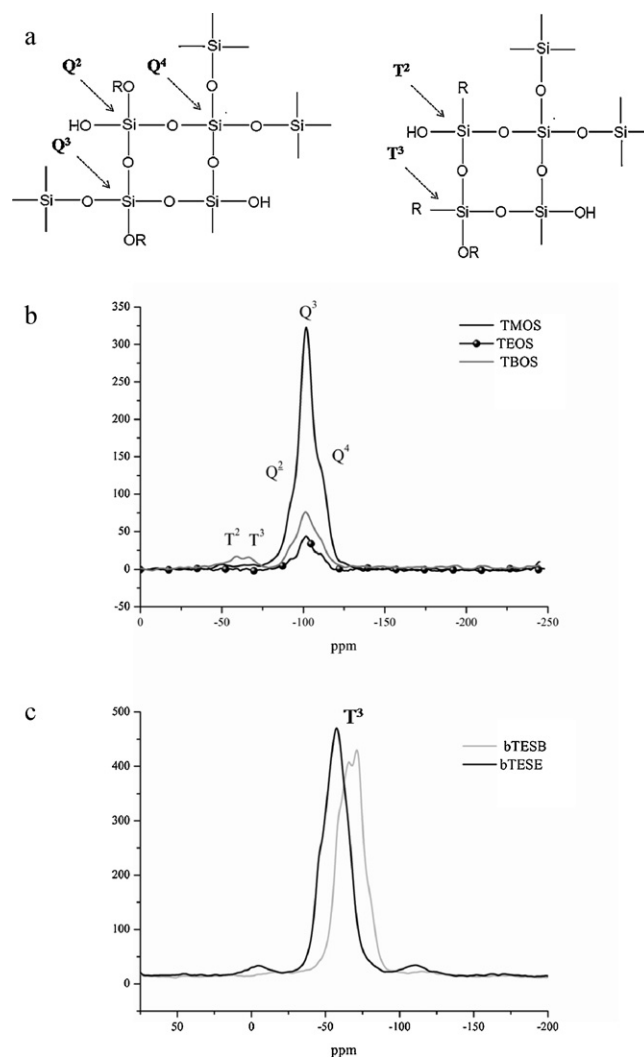 a
Si
Q² Q⁴ T²
RO O R O
HO Si O Si O Si HO Si O Si O Si
Q³ T³
O O O O
Si O Si O Si OH R Si O Si OH
OR OR
b
350
Q³
300
TMOS
TEOS
TBOS
250
200
150
Q² Q⁴
100
50
T² T³
0
-50
0 -50 -100 -150 -200 -250
ppm
c
500
T³
bTESB
bTESE
400
300
200
100
0
50 0 -50 -100 -150 -200
ppm